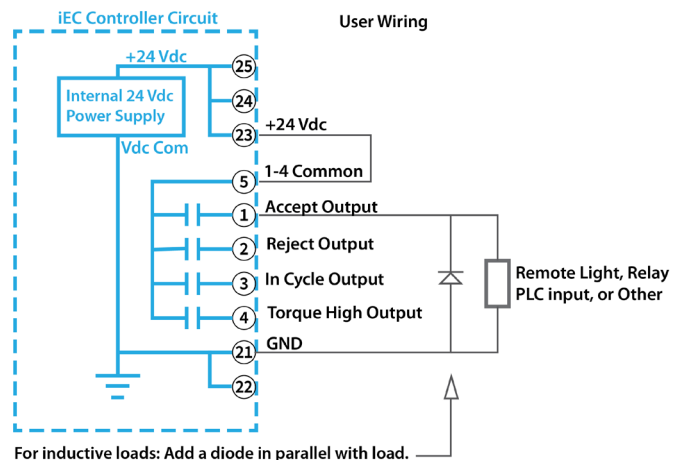 iEC Controller Circuit
User Wiring
+24 Vdc
25
Internal 24 Vdc
Power Supply
24
23
+24 Vdc
Vdc Com
5
1-4 Common
1
Accept Output
2
Reject Output
3
In Cycle Output
Remote Light, Relay
PLC input, or Other
4
Torque High Output
21
GND
22
For inductive loads: Add a diode in parallel with load.